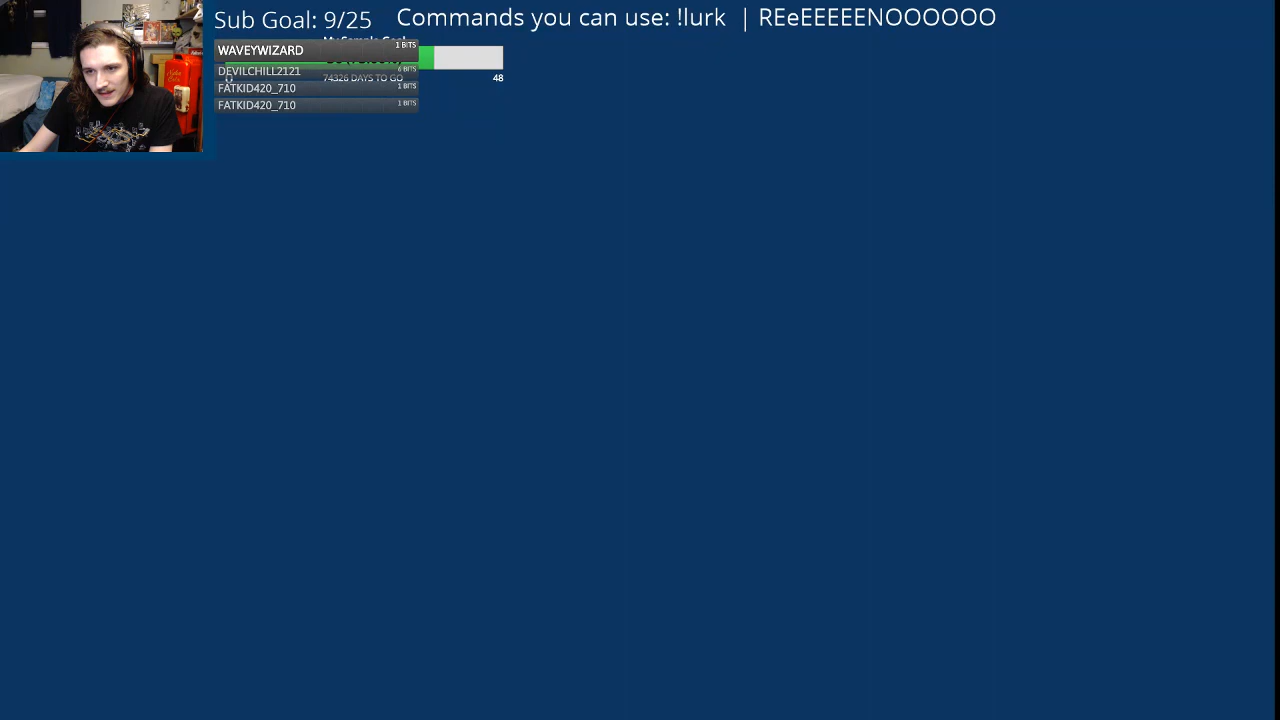 Sub Goal: 9/25
Commands you can use: !lurk | REeEEEEENOOOOOO
WAVEYWIZARD 1 BITS
DEVILCHILL2121 6 BITS
74326 DAYS TO GO 48
FATKID420_710 1 BITS
FATKID420_710 1 BITS